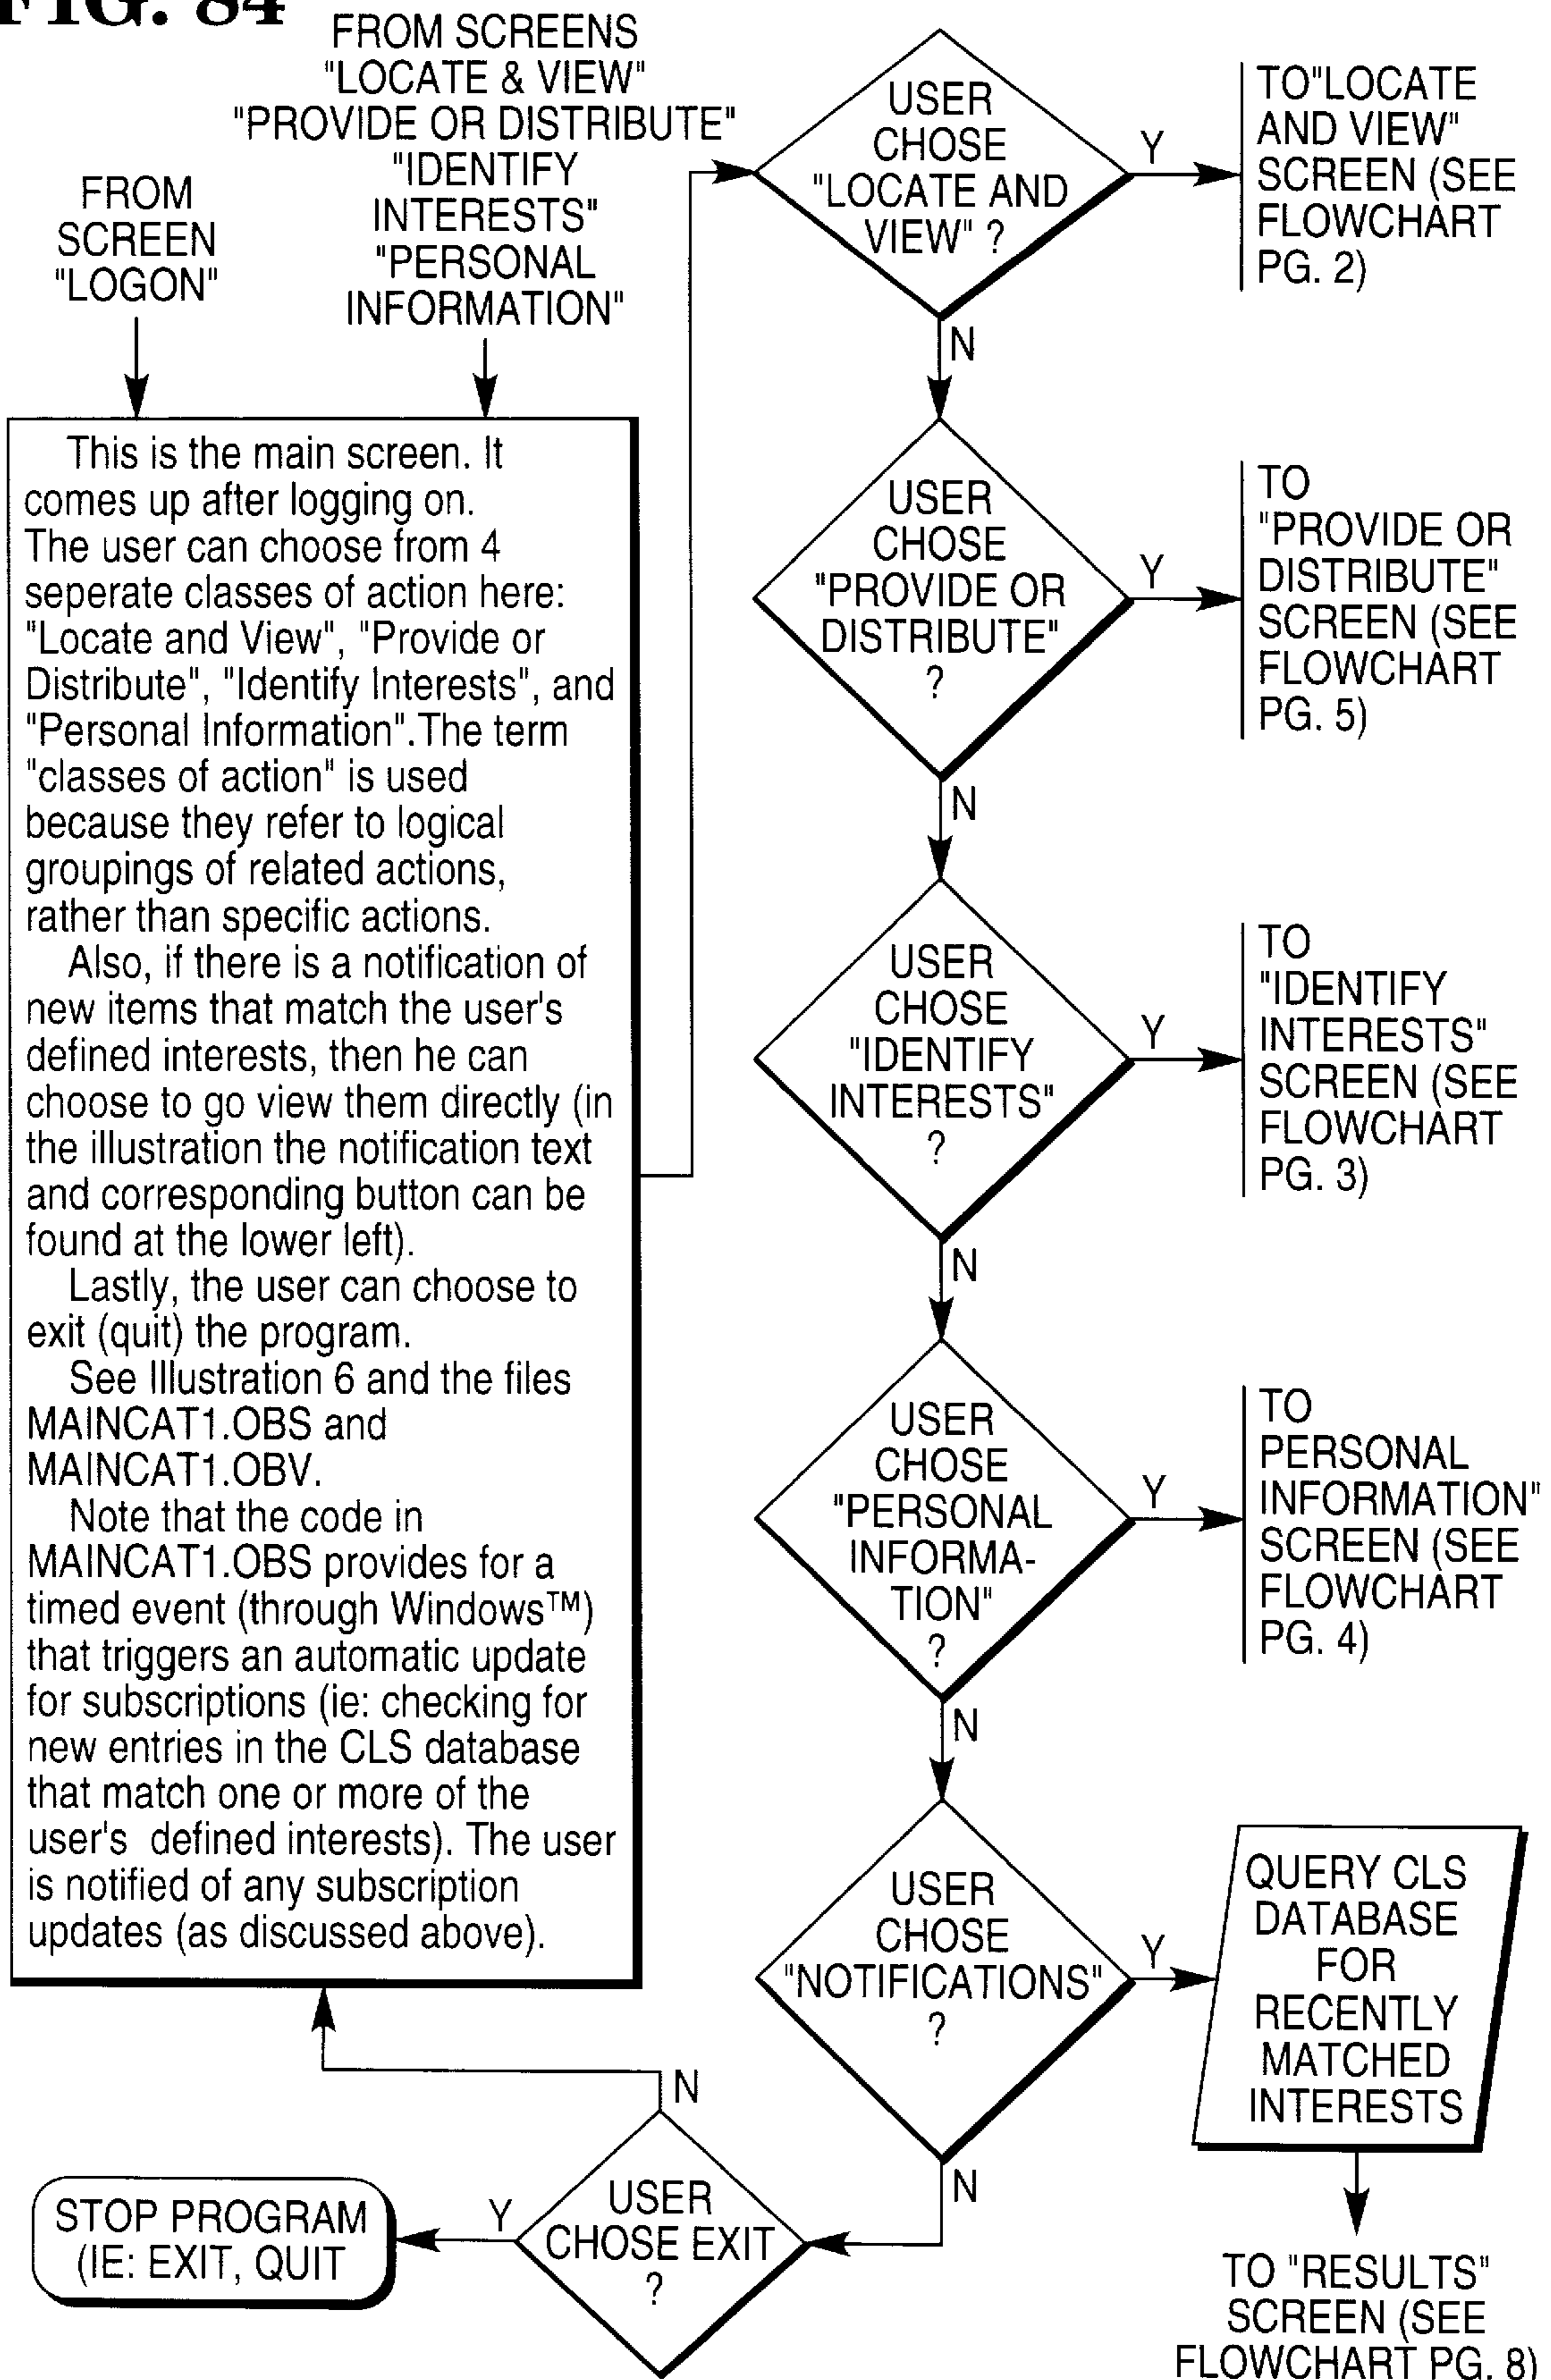 FIG. 84
FROM SCREENS
"LOCATE & VIEW"
"PROVIDE OR DISTRIBUTE"
"IDENTIFY
INTERESTS"
"PERSONAL
INFORMATION"
FROM
SCREEN
"LOGON"
This is the main screen. It
comes up after logging on.
The user can choose from 4
seperate classes of action here:
"Locate and View", "Provide or
Distribute", "Identify Interests", and
"Personal Information".The term
"classes of action" is used
because they refer to logical
groupings of related actions,
rather than specific actions.
Also, if there is a notification of
new items that match the user's
defined interests, then he can
choose to go view them directly (in
the illustration the notification text
and corresponding button can be
found at the lower left).
Lastly, the user can choose to
exit (quit) the program.
See Illustration 6 and the files
MAINCAT1.OBS and
MAINCAT1.OBV.
Note that the code in
MAINCAT1.OBS provides for a
timed event (through Windows™)
that triggers an automatic update
for subscriptions (ie: checking for
new entries in the CLS database
that match one or more of the
user's defined interests). The user
is notified of any subscription
updates (as discussed above).
USER
CHOSE
"LOCATE AND
VIEW" ?
Y
TO"LOCATE
AND VIEW"
SCREEN (SEE
FLOWCHART
PG. 2)
N
USER
CHOSE
"PROVIDE OR
DISTRIBUTE"
?
Y
TO
"PROVIDE OR
DISTRIBUTE"
SCREEN (SEE
FLOWCHART
PG. 5)
N
USER
CHOSE
"IDENTIFY
INTERESTS"
?
Y
TO
"IDENTIFY
INTERESTS"
SCREEN (SEE
FLOWCHART
PG. 3)
N
USER
CHOSE
"PERSONAL
INFORMA-
TION"
?
Y
TO
PERSONAL
INFORMATION"
SCREEN (SEE
FLOWCHART
PG. 4)
N
USER
CHOSE
"NOTIFICATIONS"
?
Y
QUERY CLS
DATABASE
FOR
RECENTLY
MATCHED
INTERESTS
TO "RESULTS"
SCREEN (SEE
FLOWCHART PG. 8)
N
USER
CHOSE EXIT
?
N
Y
STOP PROGRAM
(IE: EXIT, QUIT